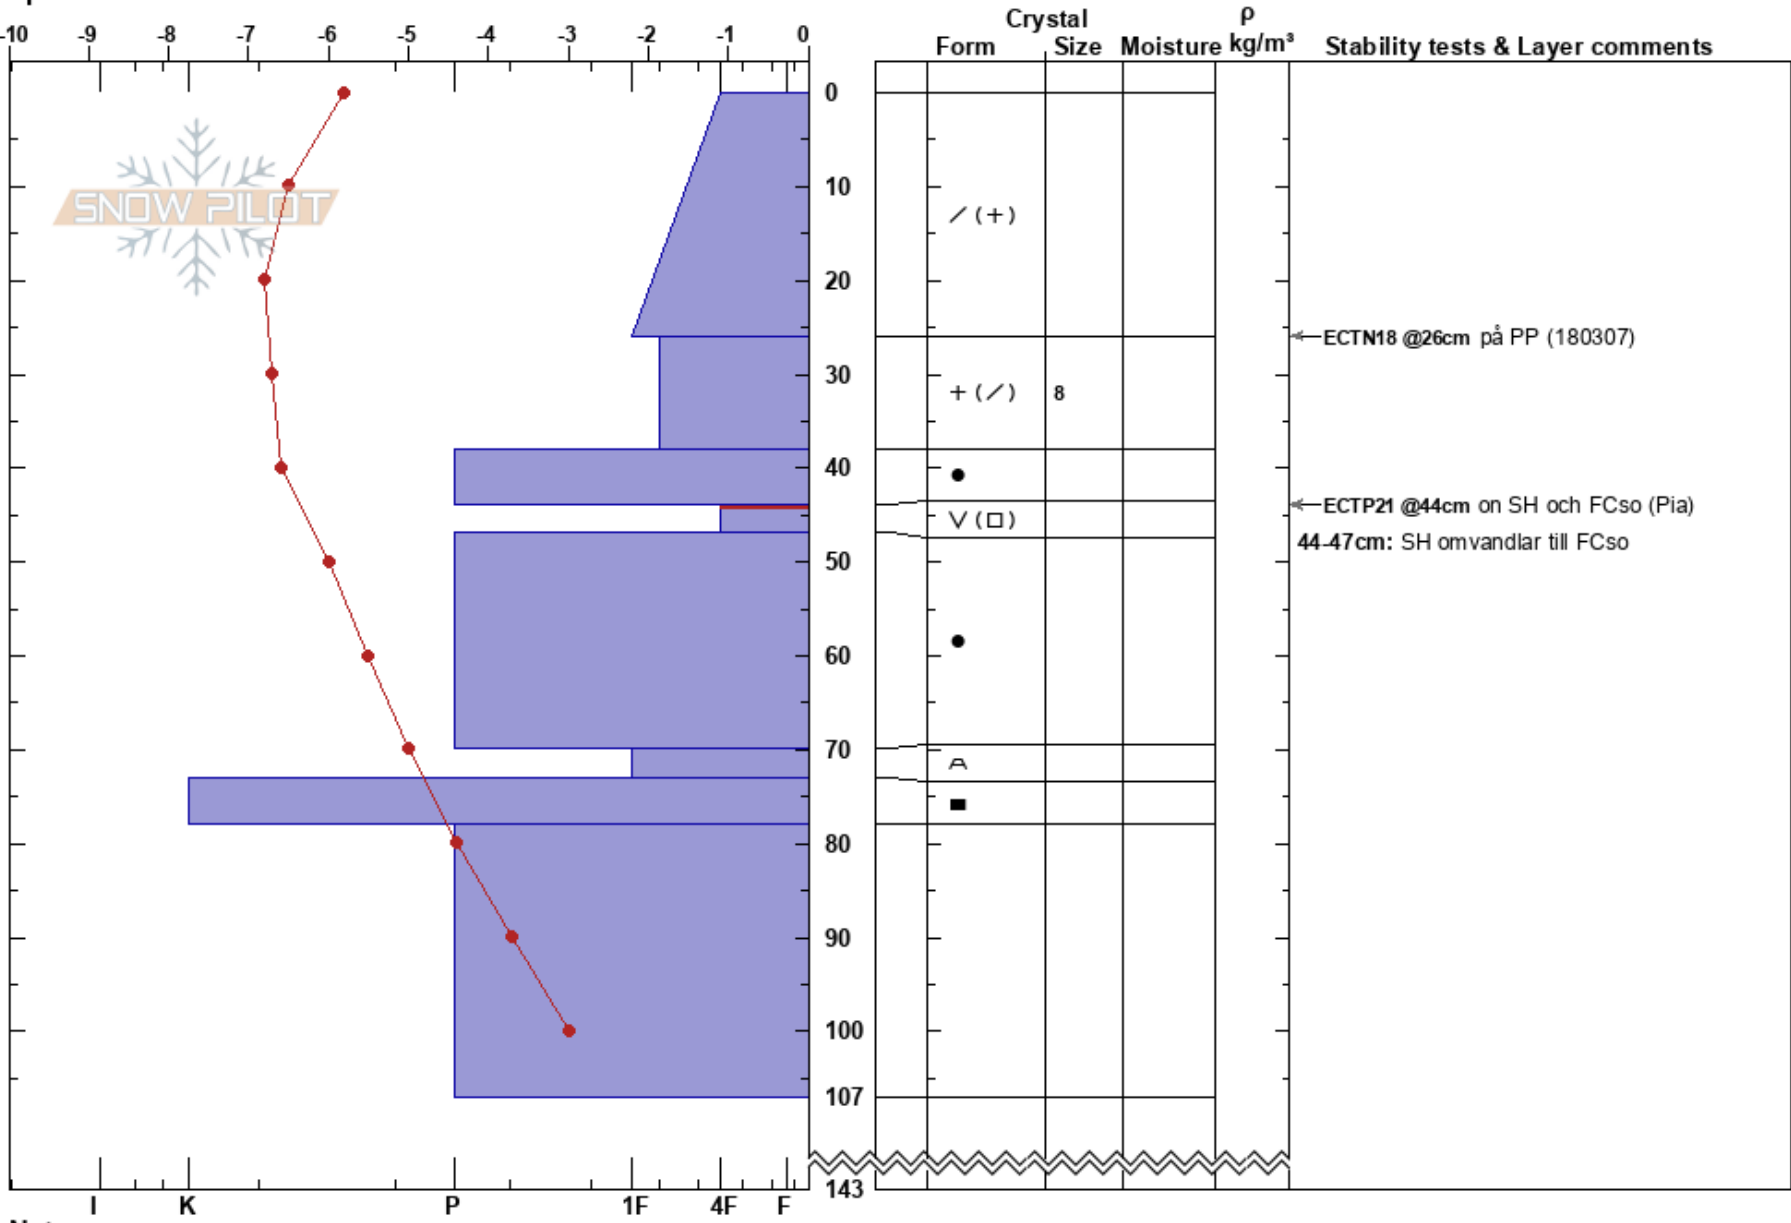 Crystal ρ
-10 -9 -8 -7 -6 -5 -4 -3 -2 -1 0 Form Size Moisture kg/m³ Stability tests & Layer comments
0
SNOW PILOT
10
/ (+)
20
ECTN18 @26cm på PP (180307)
30
+ (/) 8
40
ECTP21 @44cm on SH och FCso (Pia)
44-47cm: SH omvandlar till FCso
50
60
70
80
90
100
107
143
I K P 1F 4F F